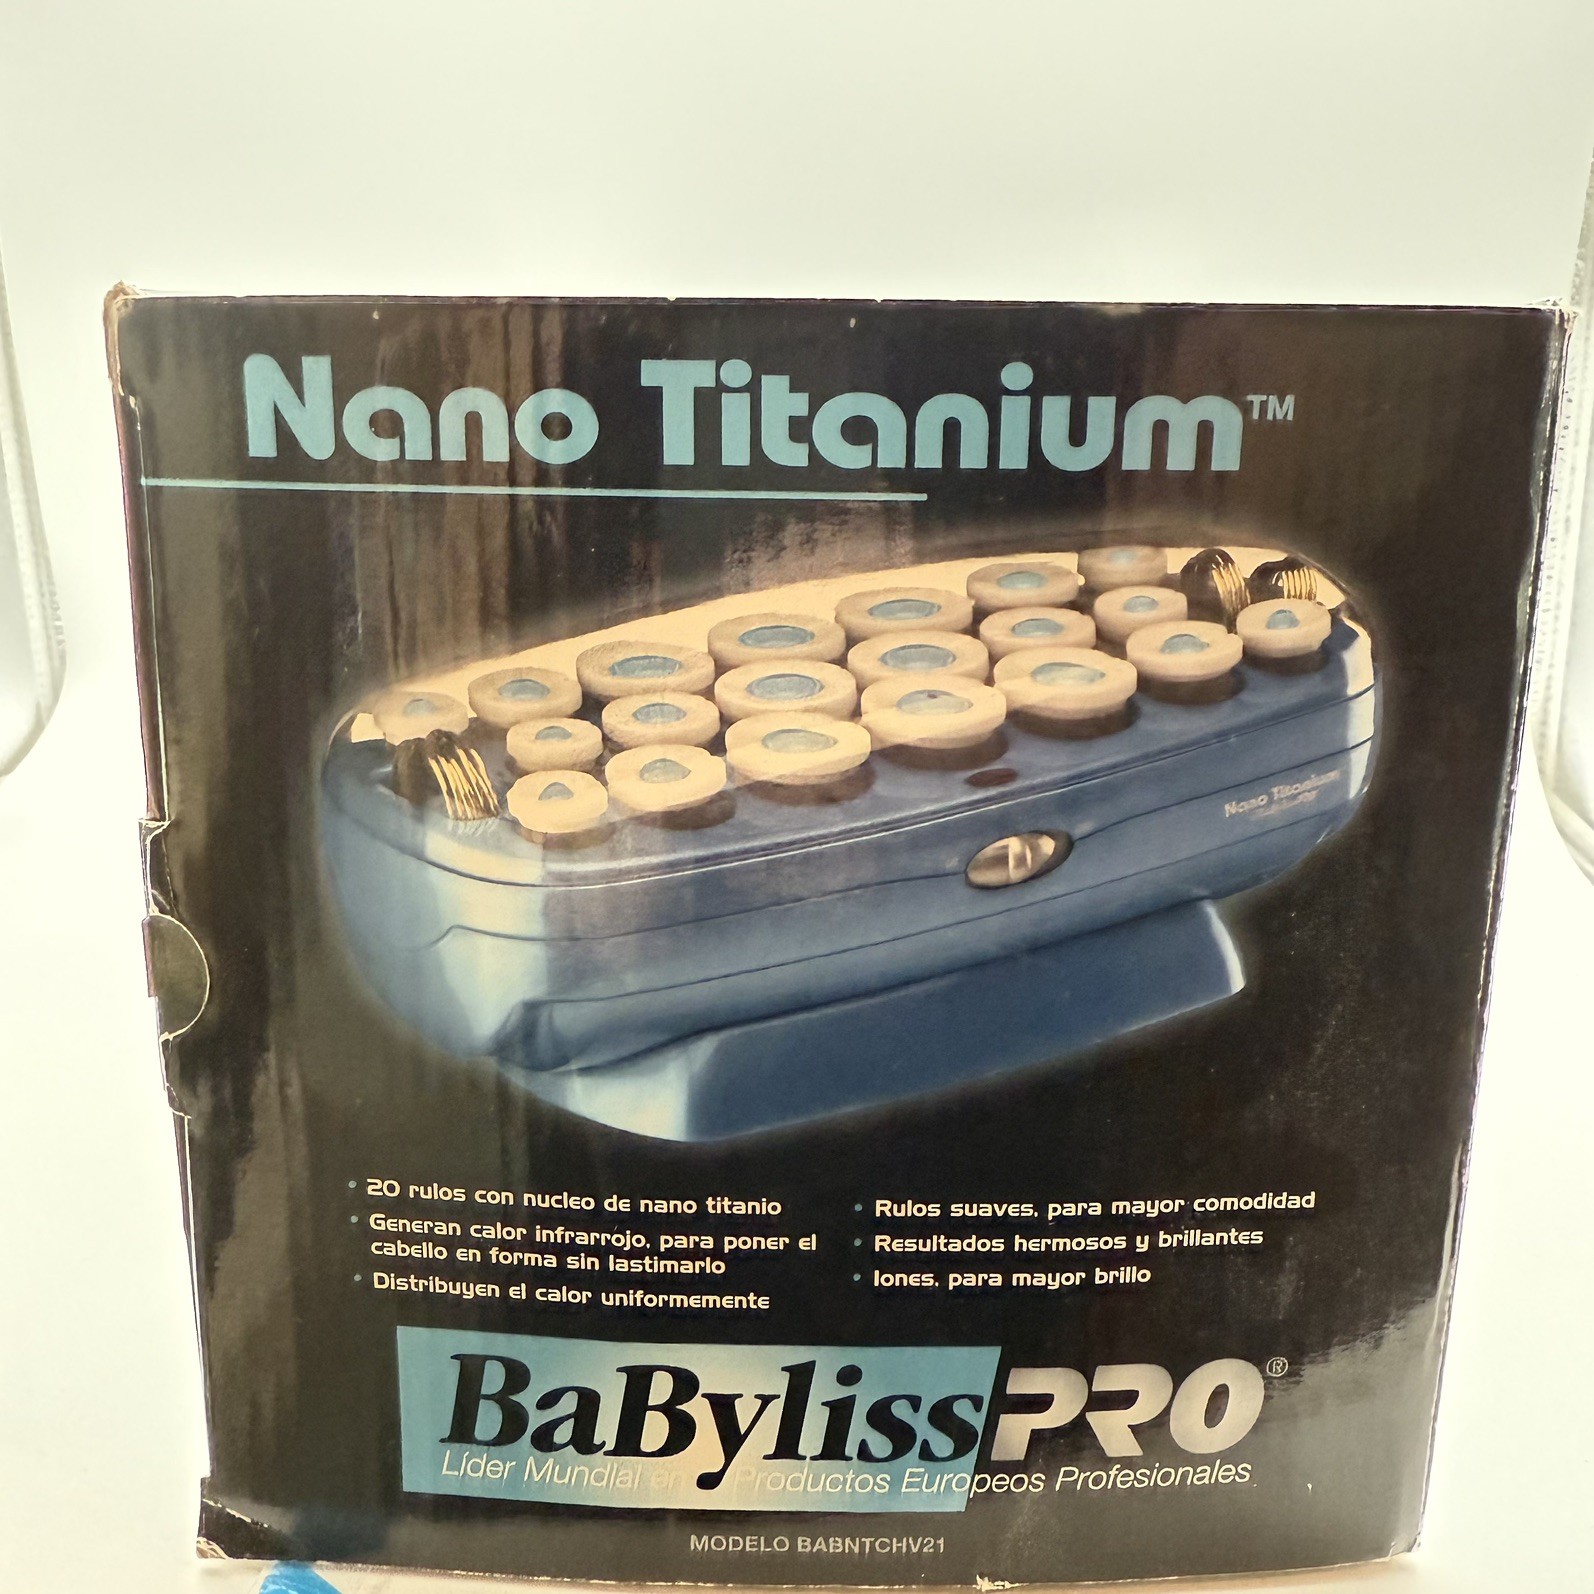 Nano Titanium™
Nano Titanium
• 20 rulos con nucleo de nano titanio
• Generan calor infrarrojo, para poner el
cabello en forma sin lastimarlo
• Distribuyen el calor uniformemente
• Rulos suaves, para mayor comodidad
• Resultados hermosos y brillantes
• Iones, para mayor brillo
BaBylissPRO®
Líder Mundial en Productos Europeos Profesionales
MODELO BABNTCHV21